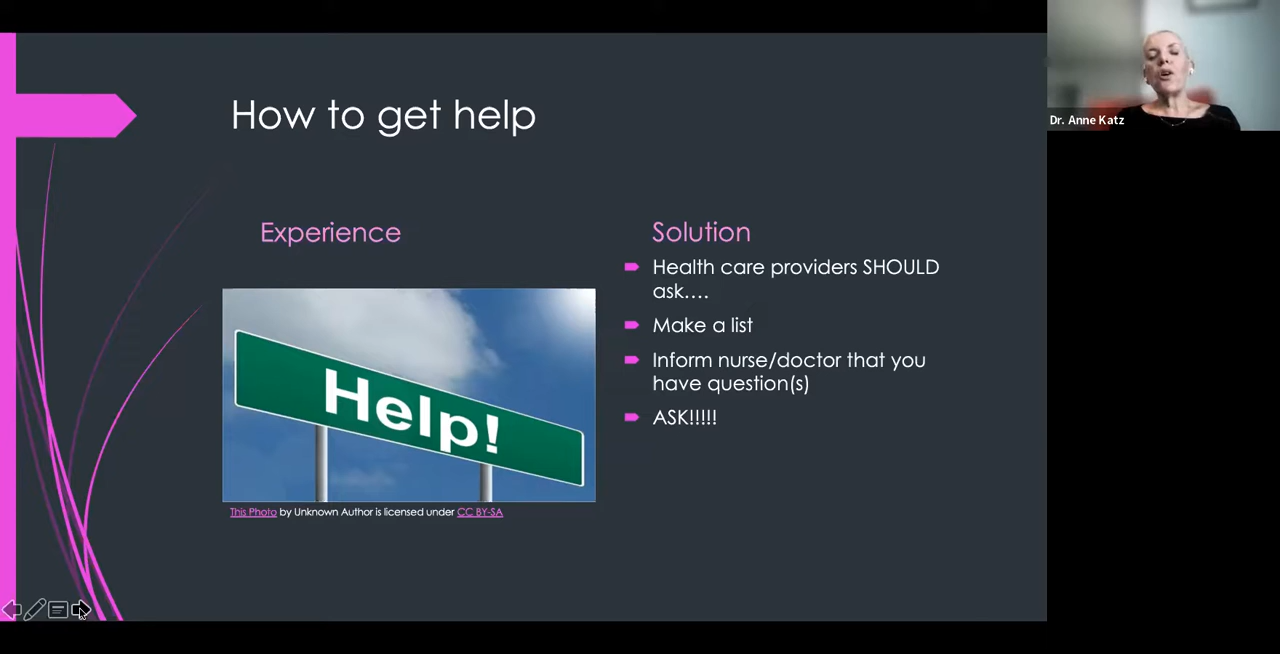 How to get help
Experience
Help!
This Photo by Unknown Author is licensed under CC BY-SA
Solution
Health care providers SHOULD
ask....
Make a list
Inform nurse/doctor that you
have question(s)
ASK!!!!!
Dr. Anne Katz